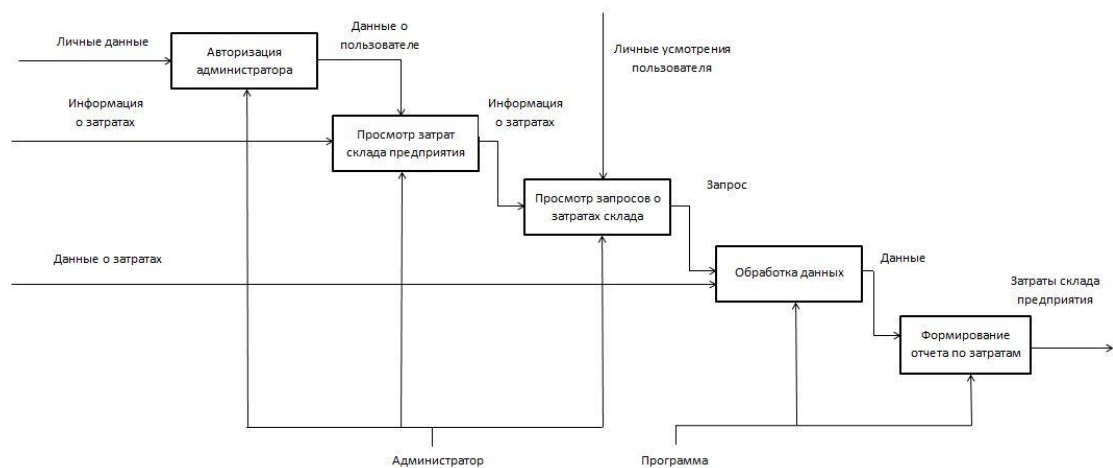 Личные данные
Авторизация
администратора
Данные о
пользователе
Личные усмотрения
пользователя
Информация
о затратах
Просмотр затрат
склада предприятия
Информация
о затратах
Просмотр запросов о
затратах склада
Запрос
Данные о затратах
Обработка данных
Данные
Затраты склада
предприятия
Формирование
отчета по затратам
Администратор
Программа